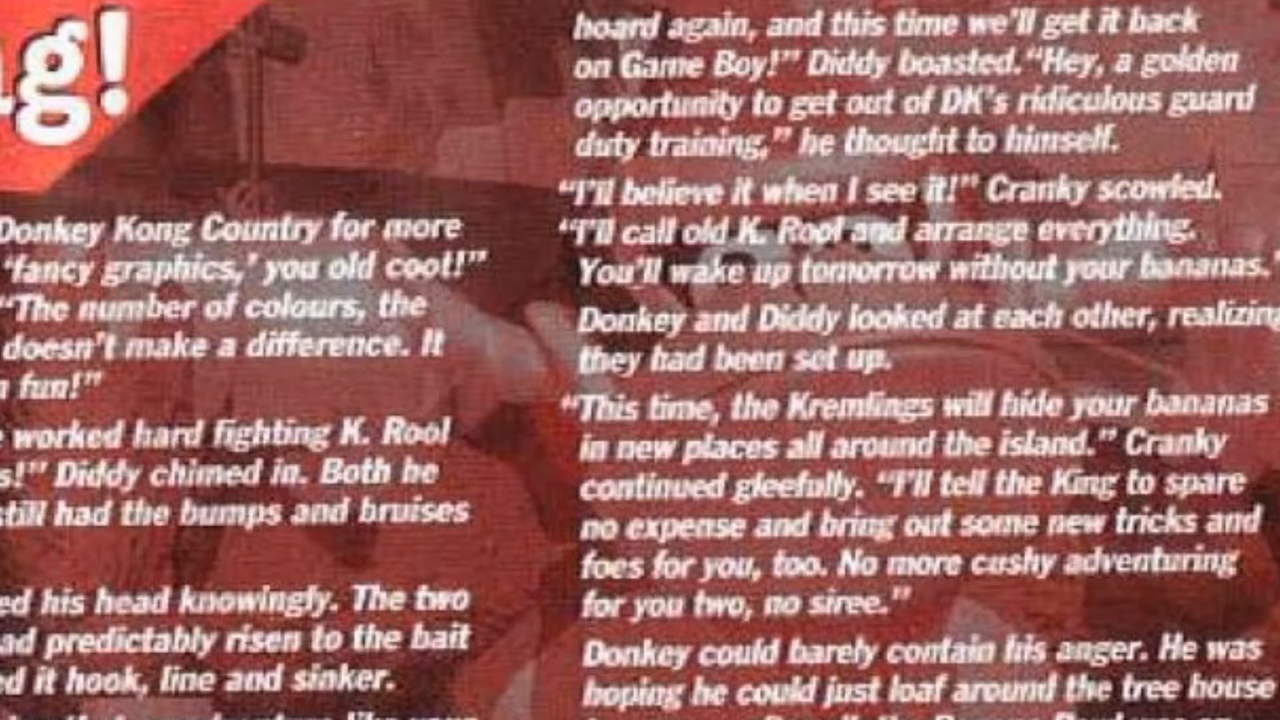 g!
Donkey Kong Country for more
'fancy graphics,' you old coot!"
"The number of colours, the
doesn't make a difference. It
fun!"
worked hard fighting K. Rool
s!" Diddy chimed in. Both he
still had the bumps and bruises
ed his head knowingly. The two
ad predictably risen to the bait
ed it hook, line and sinker.
hoard again, and this time we'll get it back
on Game Boy!" Diddy boasted. "Hey, a golden
opportunity to get out of DK's ridiculous guard
duty training," he thought to himself.
"I'll believe it when I see it!" Cranky scowled.
"I'll call old K. Rool and arrange everything.
You'll wake up tomorrow without your bananas."
Donkey and Diddy looked at each other, realizing
they had been set up.
"This time, the Kremlings will hide your bananas
in new places all around the island." Cranky
continued gleefully. "I'll tell the King to spare
no expense and bring out some new tricks and
foes for you, too. No more cushy adventuring
for you two, no siree."
Donkey could barely contain his anger. He was
hoping he could just loaf around the tree house